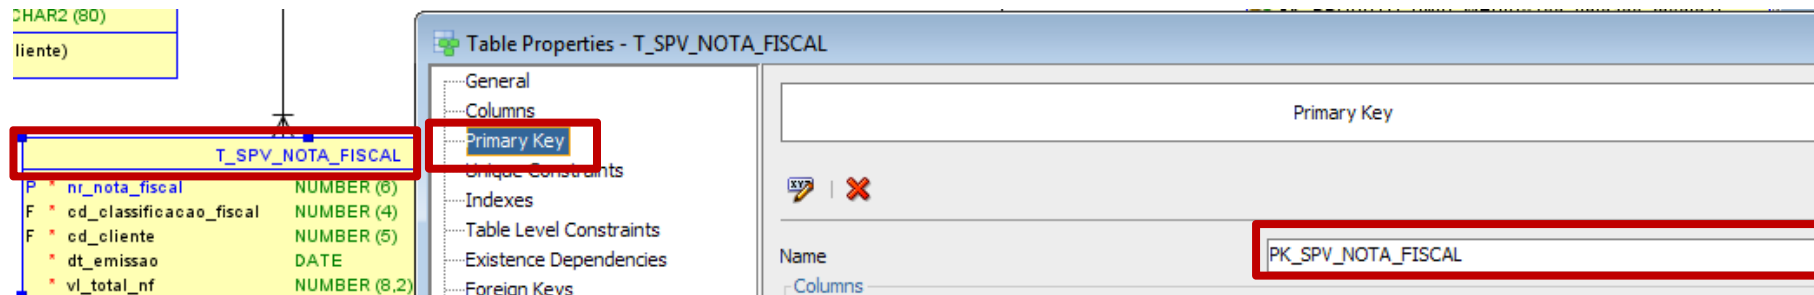 CHAR2 (80)
liente)
T_SPV_NOTA_FISCAL
P * nr_nota_fiscal NUMBER (6)
F * cd_classificacao_fiscal NUMBER (4)
F * cd_cliente NUMBER (5)
* dt_emissao DATE
* vl_total_nf NUMBER (8,2)
Table Properties - T_SPV_NOTA_FISCAL
General
Columns
Primary Key
Unique Constraints
Indexes
Table Level Constraints
Existence Dependencies
Foreign Keys
Primary Key
XYZ
Name
PK_SPV_NOTA_FISCAL
Columns